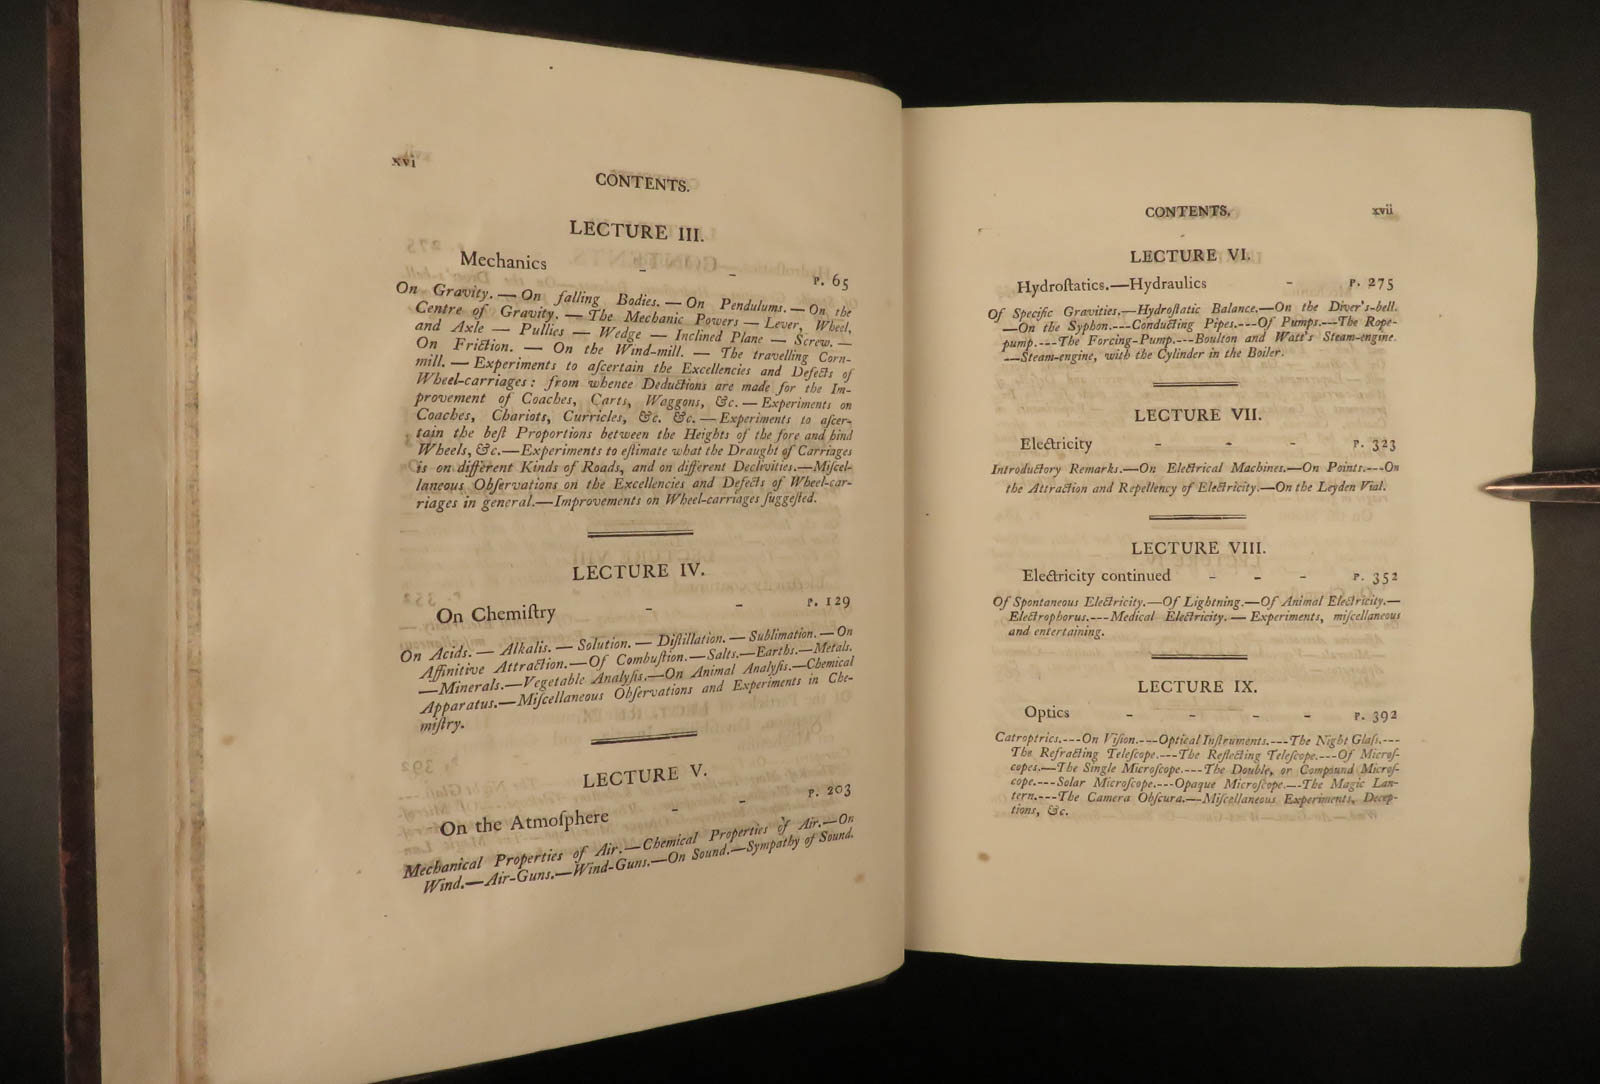 xvi
CONTENTS.
LECTURE III.
Mechanics - - P. 65
On Gravity. — On falling Bodies. — On Pendulums. — On the
Centre of Gravity. — The Mechanic Powers — Lever, Wheel,
and Axle — Pullies — Wedge — Inclined Plane — Screw. —
On Friction. — On the Wind-mill. — The travelling Corn-
mill. — Experiments to aſcertain the Excellencies and Defects of
Wheel-carriages: from whence Deductions are made for the Im-
provement of Coaches, Carts, Waggons, &c. — Experiments on
Coaches, Chariots, Curricles, &c. &c. — Experiments to aſcer-
tain the beſt Proportions between the Heights of the fore and hind
Wheels, &c.—Experiments to eſtimate what the Draught of Carriages
is on different Kinds of Roads, and on different Declivities.—Miſcel-
laneous Obſervations on the Excellencies and Defects of Wheel-car-
riages in general.—Improvements on Wheel-carriages ſuggeſted.
LECTURE IV.
On Chemiſtry - - P. 129
On Acids. — Alkalis. — Solution. — Diſtillation. — Sublimation. — On
Affinitive Attraction.—Of Combuſtion.—Salts.—Earths.—Metals.
—Minerals.—Vegetable Analyſis.—On Animal Analyſis.—Chemical
Apparatus.—Miſcellaneous Obſervations and Experiments in Che-
miſtry.
LECTURE V.
On the Atmoſphere - - P. 203
Mechanical Properties of Air.—Chemical Properties of Air.—On
Wind.—Air-Guns.—Wind-Guns.—On Sound.—Sympathy of Sound.
CONTENTS. xvii
LECTURE VI.
Hydroſtatics.—Hydraulics - P. 275
Of Specific Gravities.—Hydroſtatic Balance.—On the Diver's-bell.
—On the Syphon.---Conducting Pipes.---Of Pumps.---The Rope-
pump.---The Forcing-Pump.---Boulton and Watt's Steam-engine.
—Steam-engine, with the Cylinder in the Boiler.
LECTURE VII.
Electricity - - - P. 323
Introductory Remarks.—On Electrical Machines.—On Points.---On
the Attraction and Repellency of Electricity.—On the Leyden Vial.
LECTURE VIII.
Electricity continued - - - P. 352
Of Spontaneous Electricity.—Of Lightning.—Of Animal Electricity.—
Electrophorus.---Medical Electricity. — Experiments, miſcellaneous
and entertaining.
LECTURE IX.
Optics - - - - P. 392
Catroptrics.---On Viſion.---Optical Inſtruments.---The Night Glaſs.---
The Refracting Teleſcope.---The Reflecting Teleſcope.---Of Microſ-
copes.—The Single Microſcope.---The Double, or Compound Microſ-
cope.---Solar Microſcope.---Opaque Microſcope.—The Magic Lan-
tern.---The Camera Obſcura.—Miſcellaneous Experiments, Decep-
tions, &c.